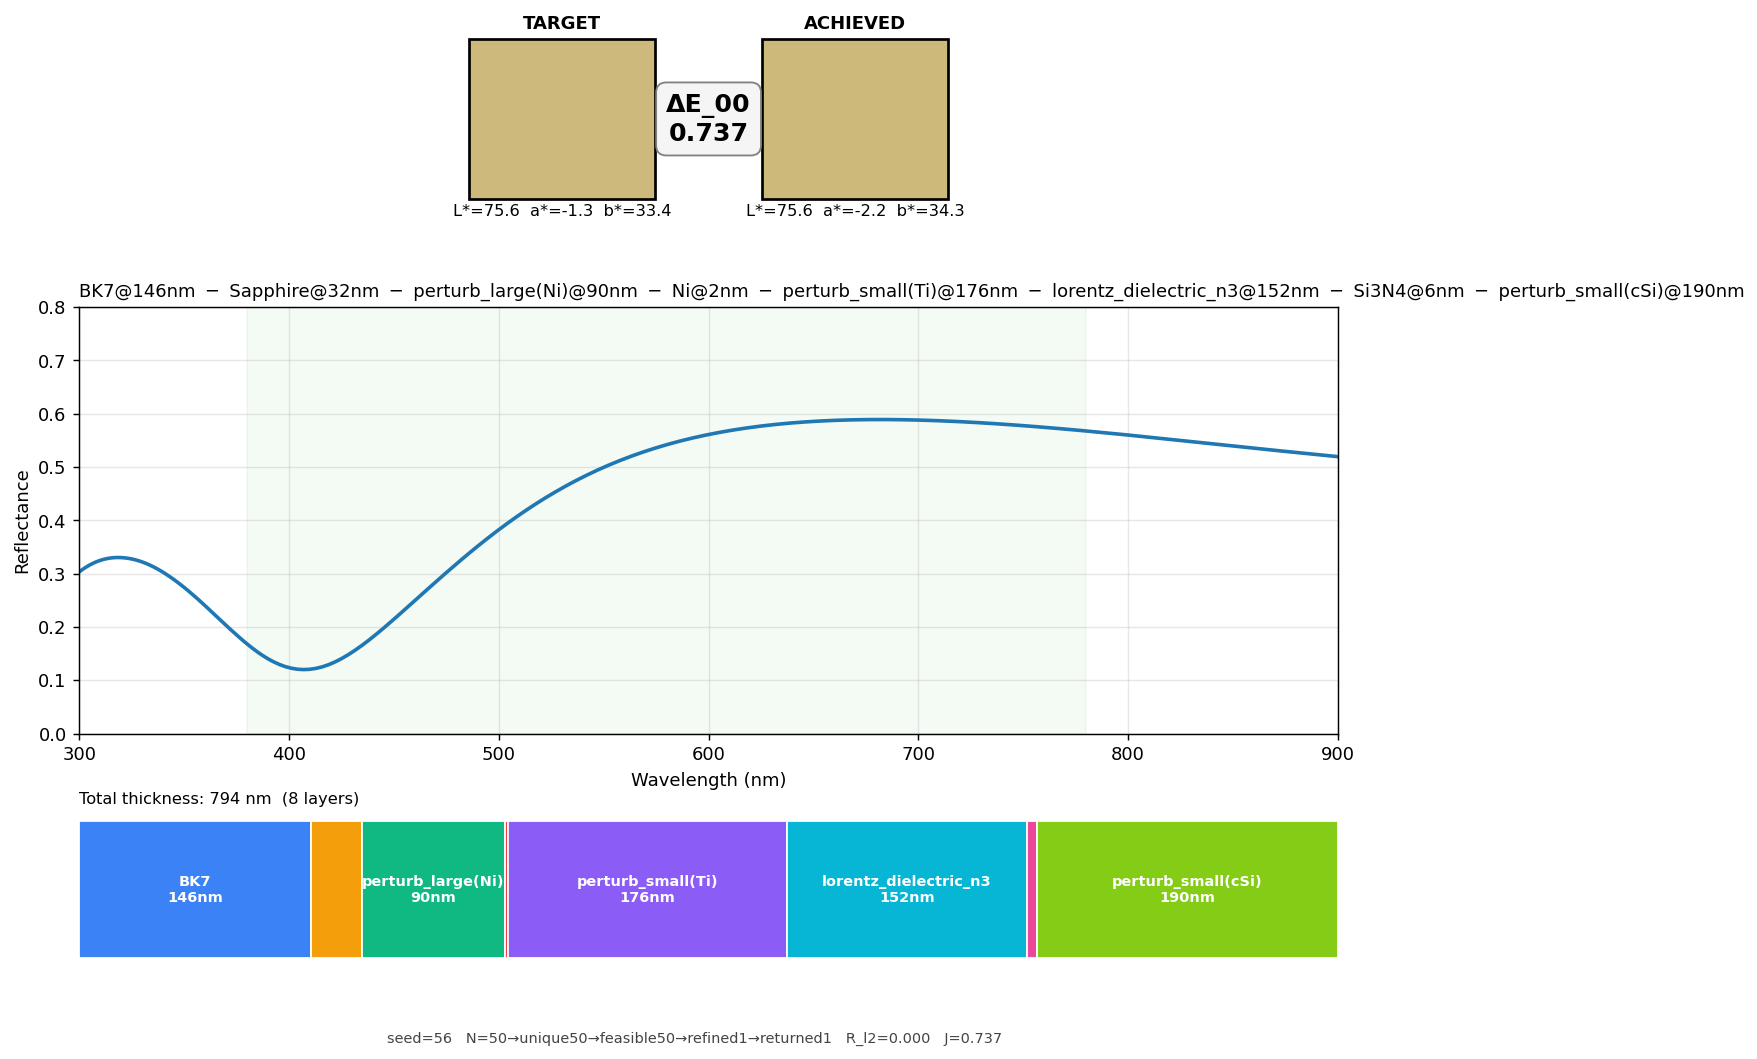 TARGET
ACHIEVED
ΔE_00
0.737
L*=75.6 a*=-1.3 b*=33.4
L*=75.6 a*=-2.2 b*=34.3
BK7@146nm − Sapphire@32nm − perturb_large(Ni)@90nm − Ni@2nm − perturb_small(Ti)@176nm − lorentz_dielectric_n3@152nm − Si3N4@6nm − perturb_small(cSi)@190nm
0.8
0.7
0.6
0.5
0.4
0.3
0.2
0.1
0.0
Reflectance
300 400 500 600 700 800 900
Wavelength (nm)
Total thickness: 794 nm (8 layers)
BK7
146nm
perturb_large(Ni)
90nm
perturb_small(Ti)
176nm
lorentz_dielectric_n3
152nm
perturb_small(cSi)
190nm
seed=56 N=50→unique50→feasible50→refined1→returned1 R_l2=0.000 J=0.737